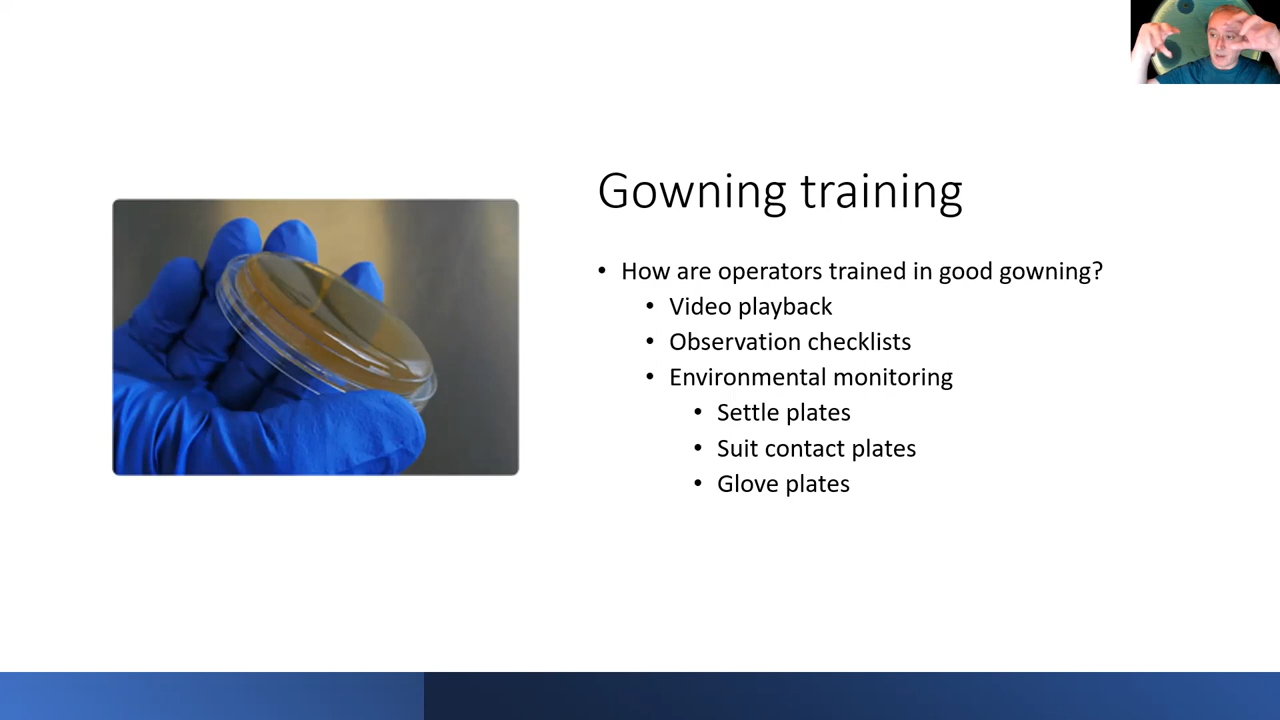 Gowning training
• How are operators trained in good gowning?
• Video playback
• Observation checklists
• Environmental monitoring
• Settle plates
• Suit contact plates
• Glove plates